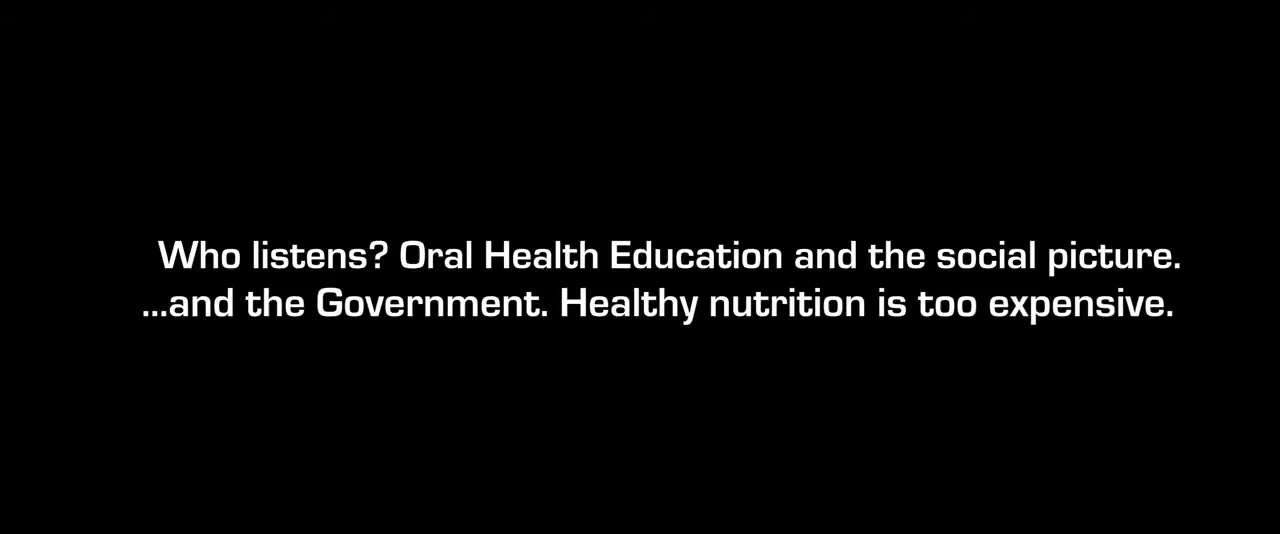 Who listens? Oral Health Education and the social picture.
...and the Government. Healthy nutrition is too expensive.